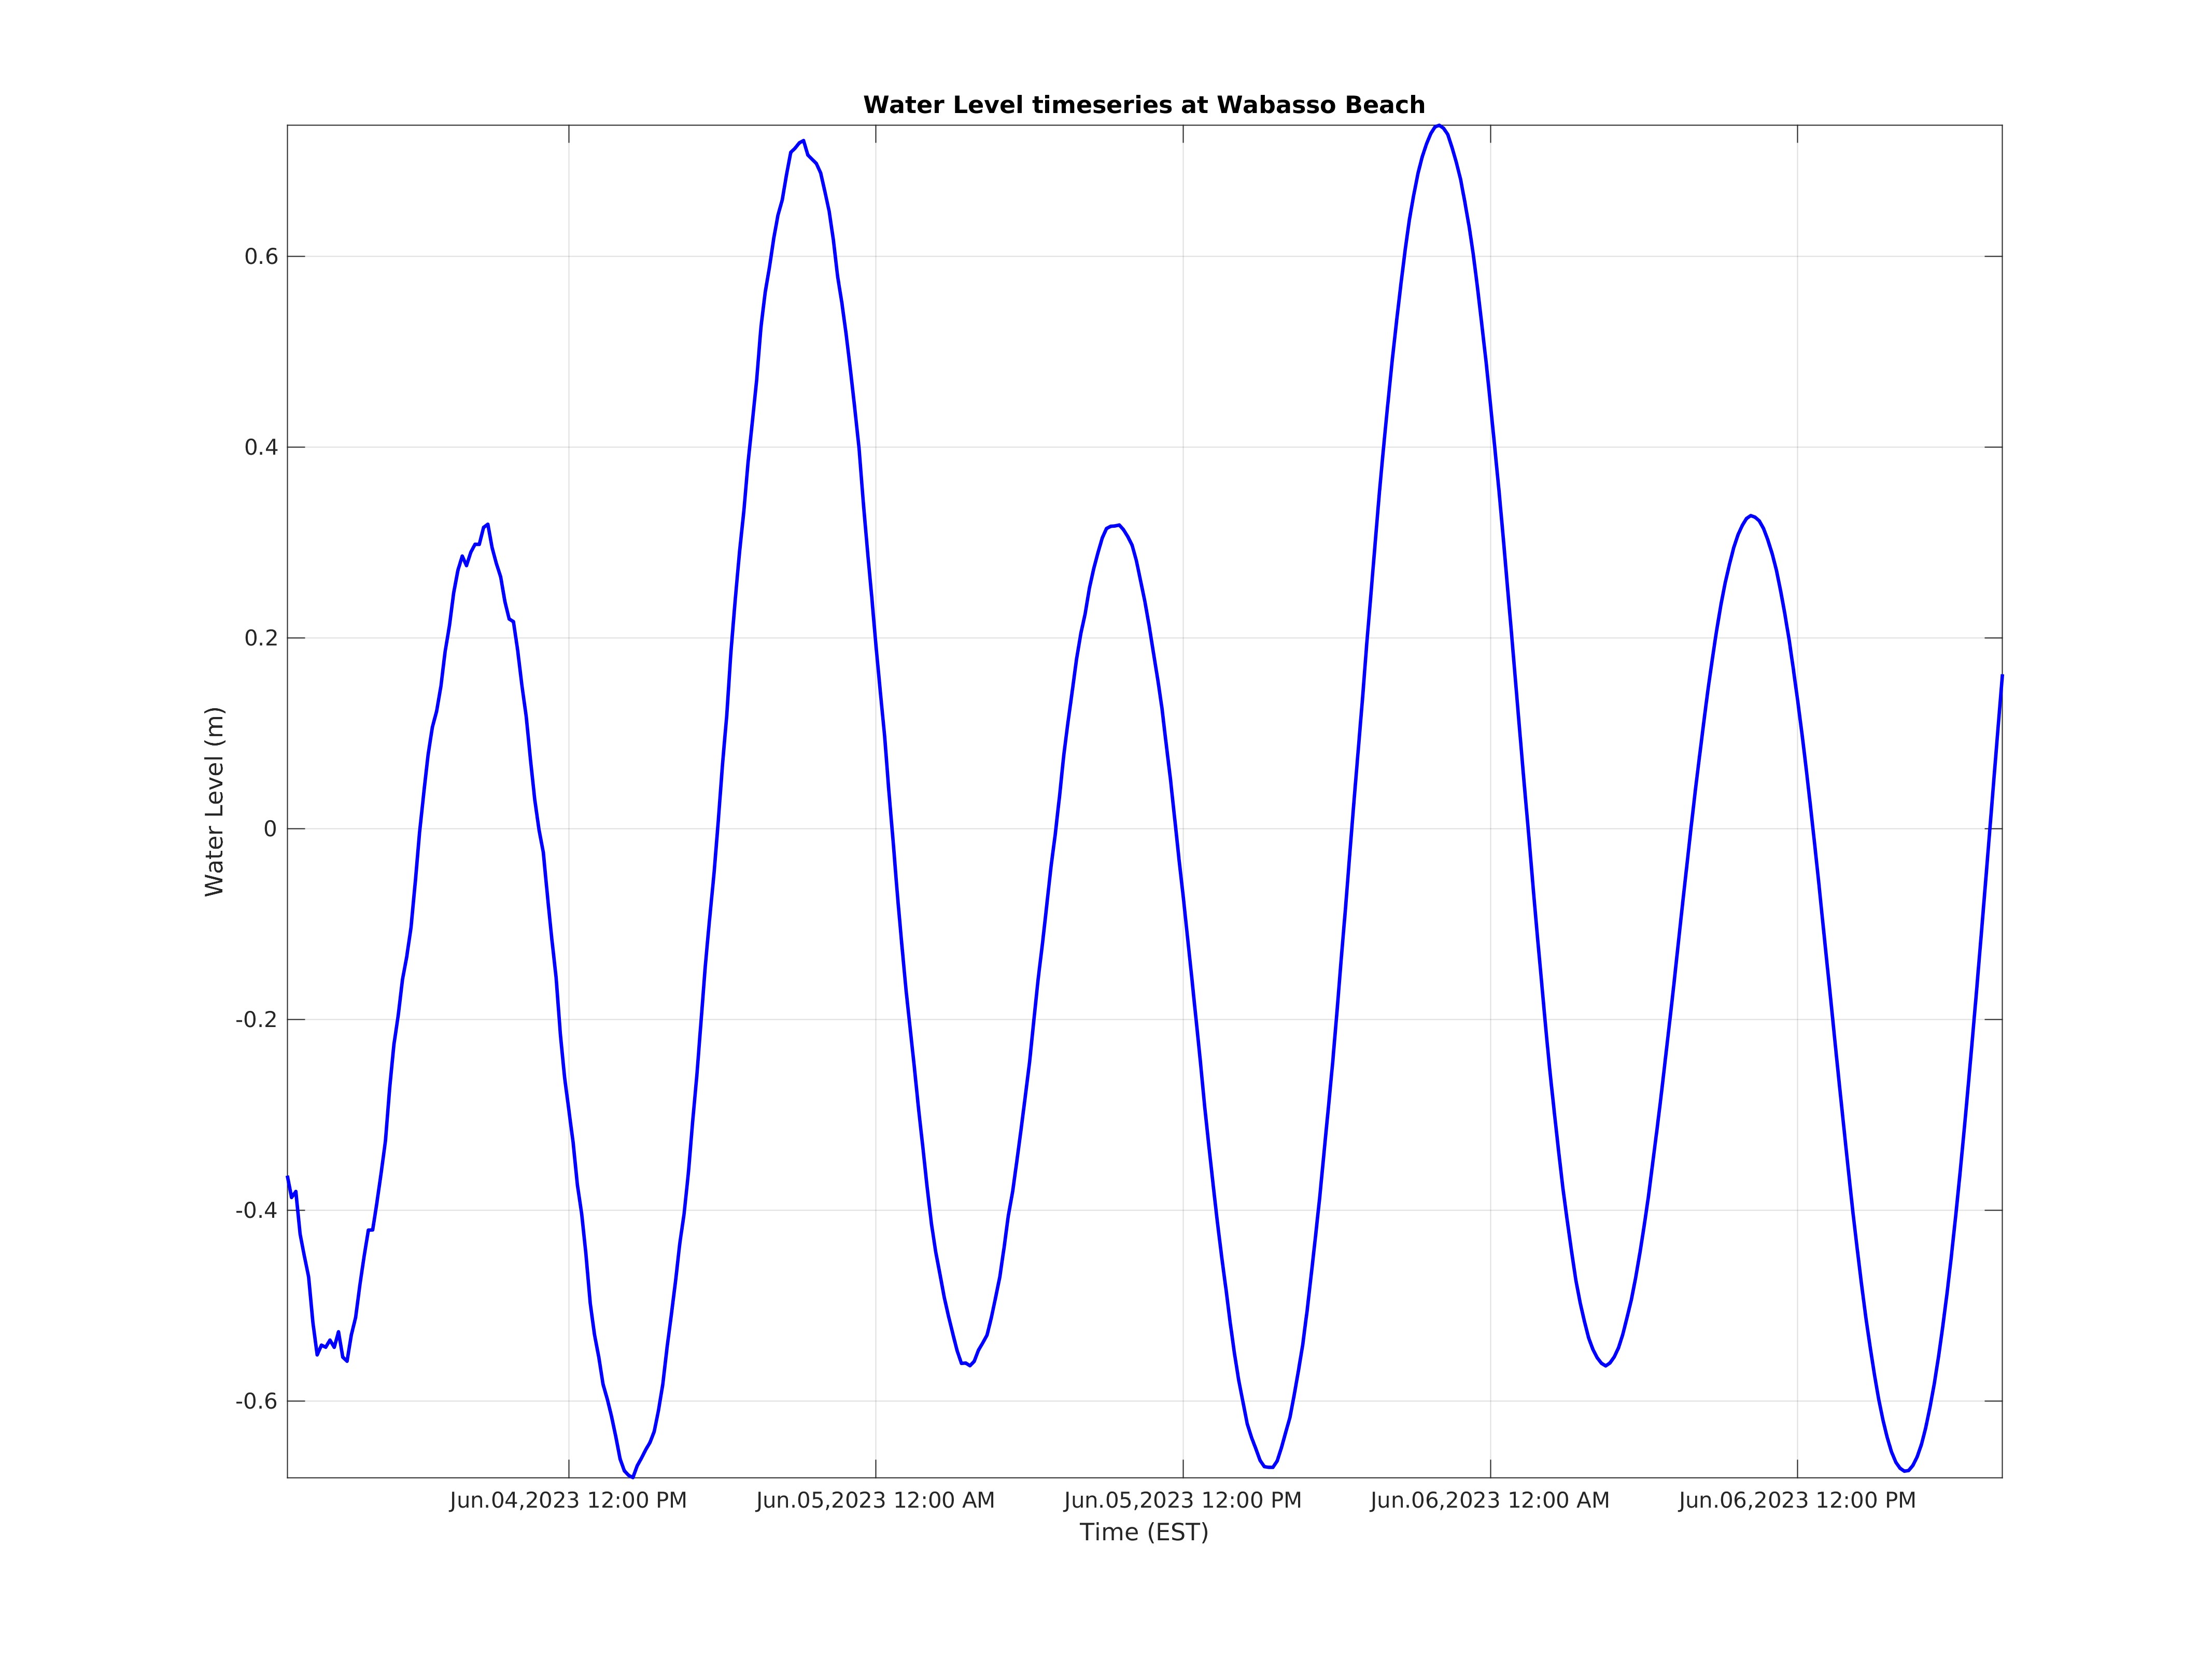 Water Level timeseries at Wabasso Beach
0.6
0.4
0.2
0
-0.2
-0.4
-0.6
Water Level (m)
Jun.04,2023 12:00 PM
Jun.05,2023 12:00 AM
Jun.05,2023 12:00 PM
Jun.06,2023 12:00 AM
Jun.06,2023 12:00 PM
Time (EST)